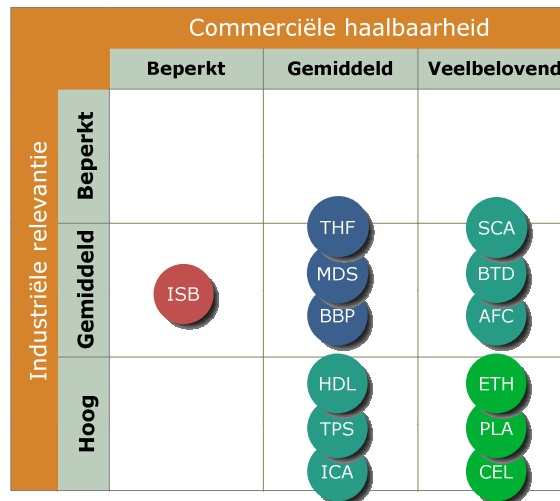 Commerciële haalbaarheid
Beperkt Gemiddeld Veelbelovend
Industriële relevantie
Beperkt
Gemiddeld
THF SCA
MDS BTD
ISB
BBP AFC
Hoog
HDL ETH
TPS PLA
ICA CEL